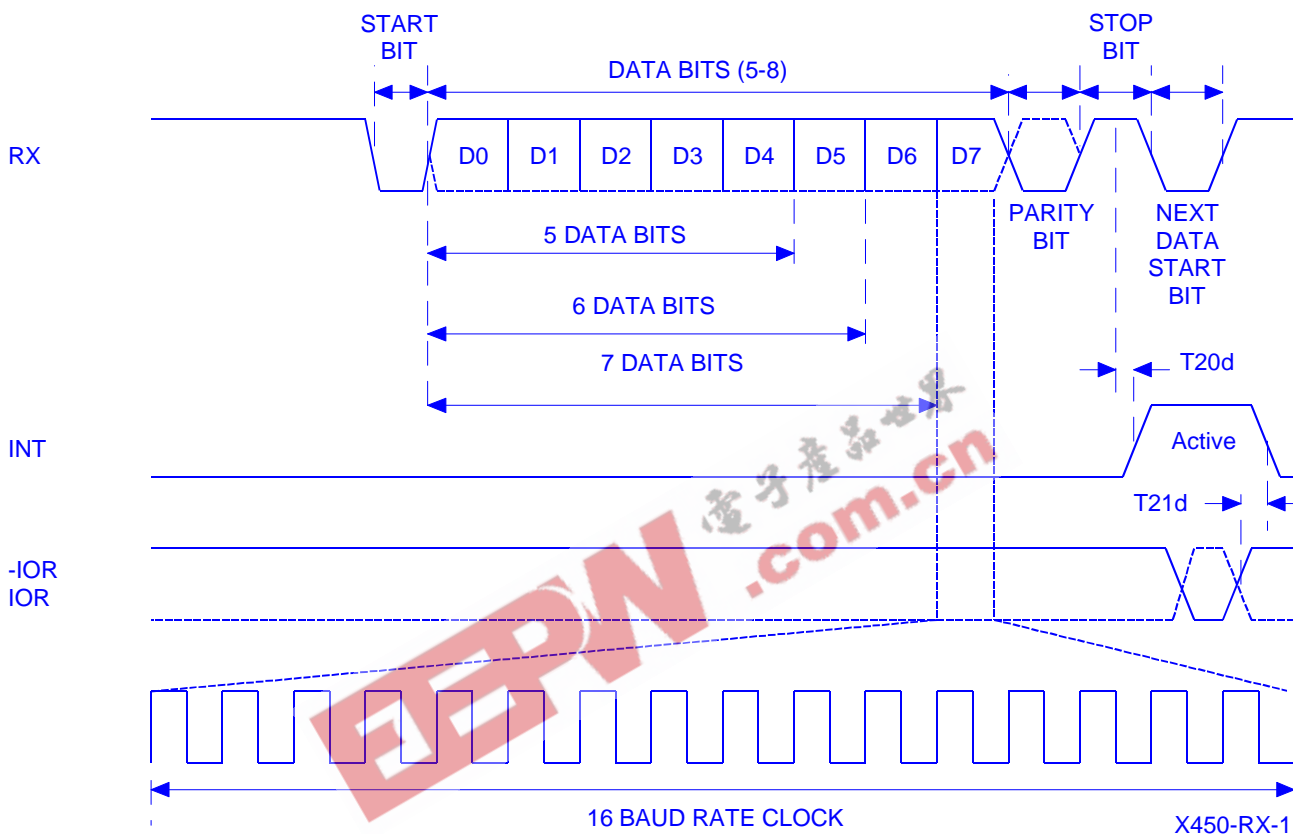 START
BIT
STOP
BIT
DATA BITS (5-8)
RX
D0 D1 D2 D3 D4 D5 D6 D7
PARITY
BIT
NEXT
DATA
START
BIT
5 DATA BITS
6 DATA BITS
7 DATA BITS
T20d
INT
Active
T21d
-IOR
IOR
電子產品世界
EEPW
.com.cn
16 BAUD RATE CLOCK
X450-RX-1